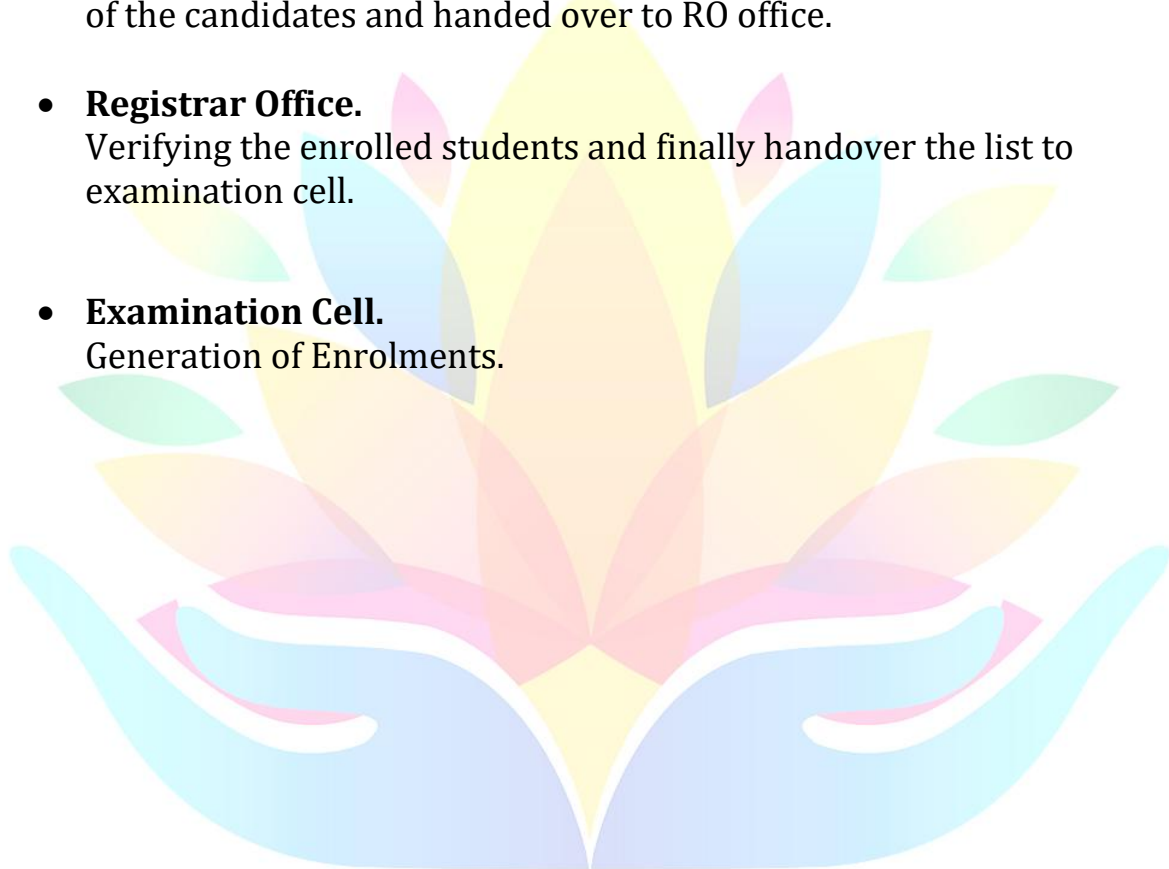 of the candidates and handed over to RO office.
• Registrar Office.
Verifying the enrolled students and finally handover the list to
examination cell.
• Examination Cell.
Generation of Enrolments.